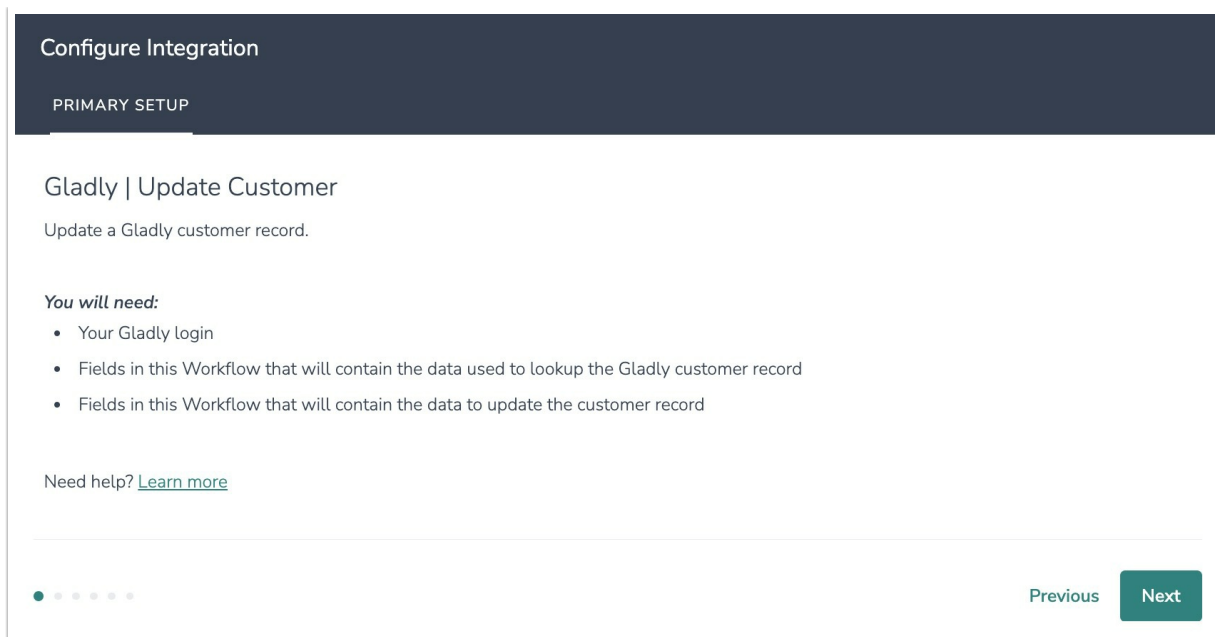 Configure Integration
PRIMARY SETUP
Gladly | Update Customer
Update a Gladly customer record.
You will need:
• Your Gladly login
• Fields in this Workflow that will contain the data used to lookup the Gladly customer record
• Fields in this Workflow that will contain the data to update the customer record
Need help? Learn more
Previous Next